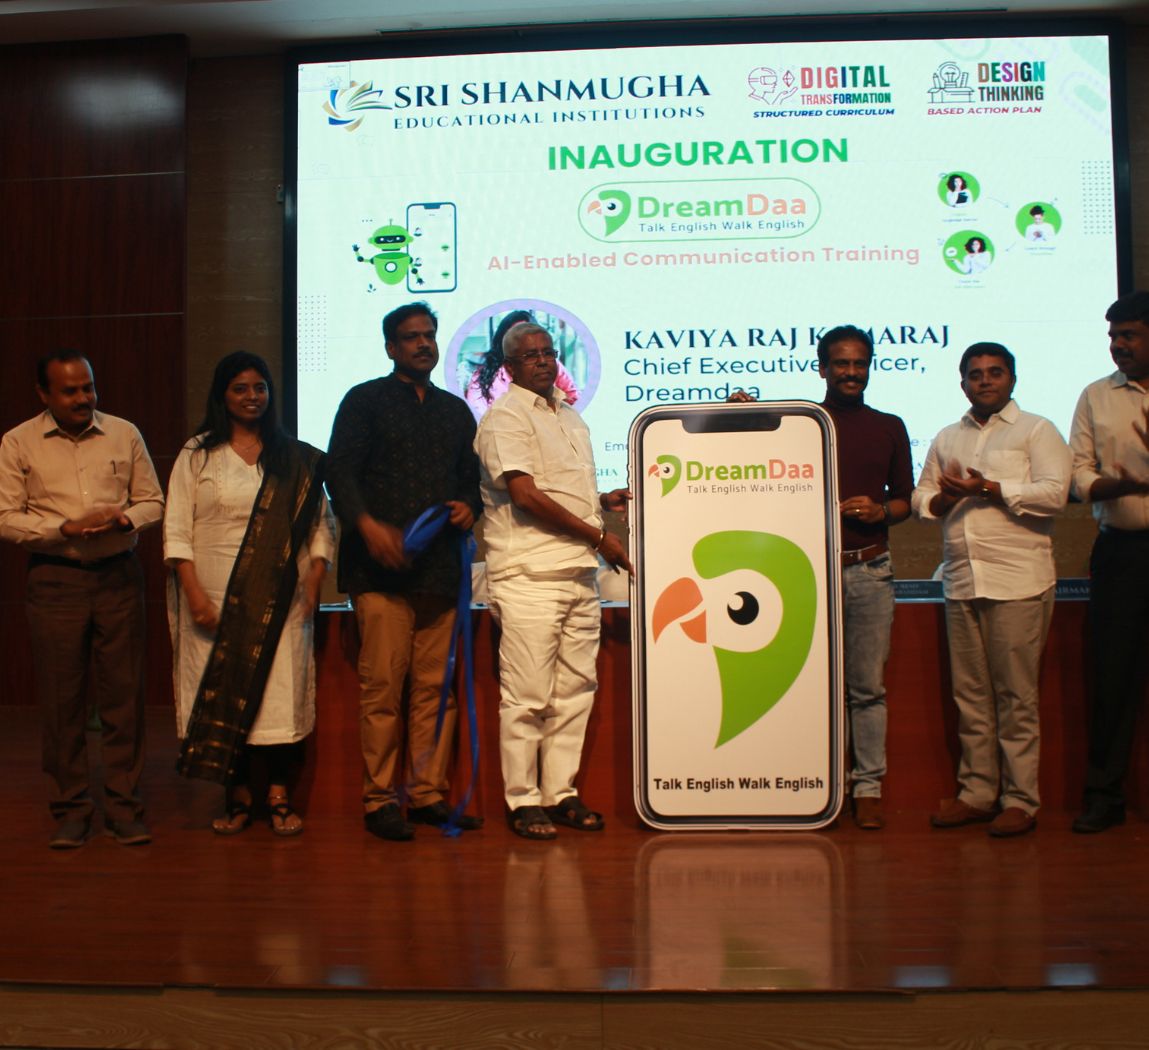 SRI SHANMUGHA
EDUCATIONAL INSTITUTIONS
DIGITAL
TRANSFORMATION
STRUCTURED CURRICULUM
DESIGN
THINKING
BASED ACTION PLAN
INAUGURATION
DreamDaa
Talk English Walk English
AI-Enabled Communication Training
KAVIYA RAJ
Chief Executive
Dreamdaa
DreamDaa
Talk English Walk English
Talk English Walk English